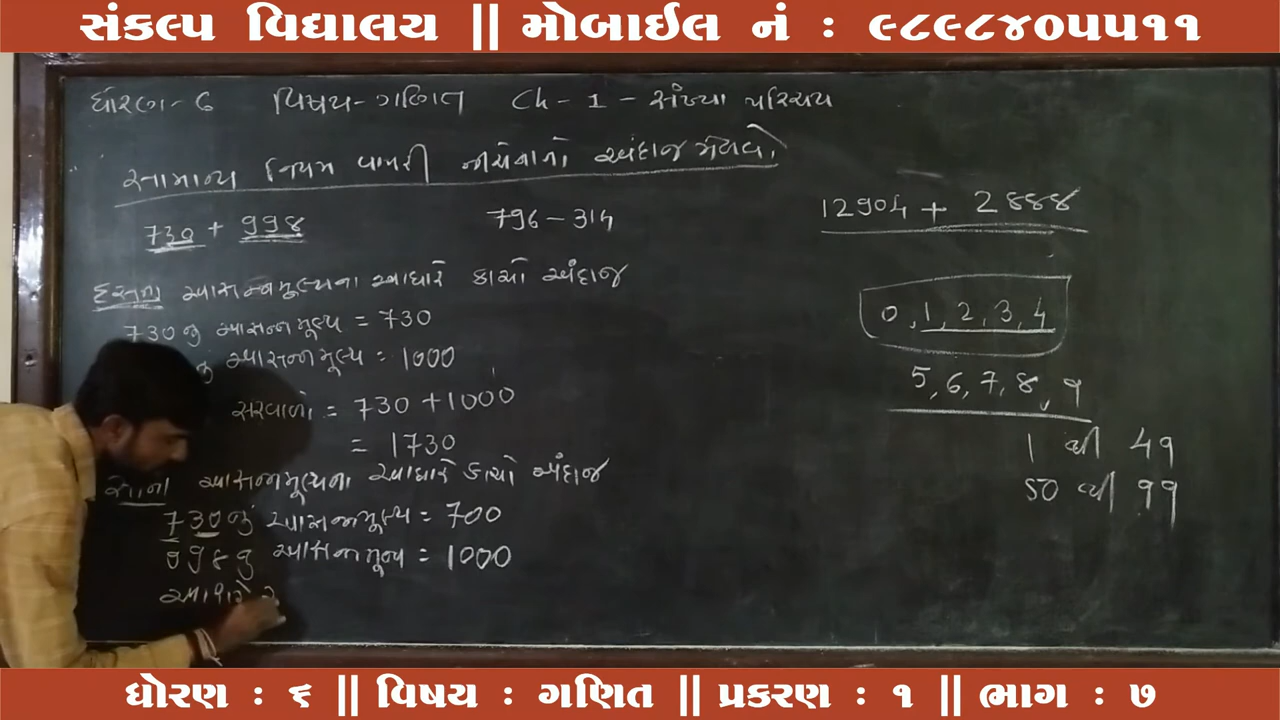 સંકલ્પ વિદ્યાલય || મોબાઈલ નં : ૯૮૯૮૪૦૫૫૧૧
ધોરણ - ૬ વિષય - ગણિત Ch - 1 - સંખ્યા પરિચય
સામાન્ય નિયમ વાપરી નીચેનાનો અંદાજ મેળવો.
730 + 998
796 - 314
12904 + 2888
દસના આસન્નમૂલ્યના આધારે કાચો અંદાજ
730નું આસન્નમૂલ્ય = 730
નું આસન્નમૂલ્ય = 1000
સરવાળો = 730 + 1000
= 1730
સોના આસન્નમૂલ્યના આધારે કાચો અંદાજ
730નું આસન્નમૂલ્ય = 700
998નું આસન્નમૂલ્ય = 1000
0, 1, 2, 3, 4
5, 6, 7, 8, 9
1 થી 49
50 થી 99
ધોરણ : ૬ || વિષય : ગણિત || પ્રકરણ : ૧ || ભાગ : ૭